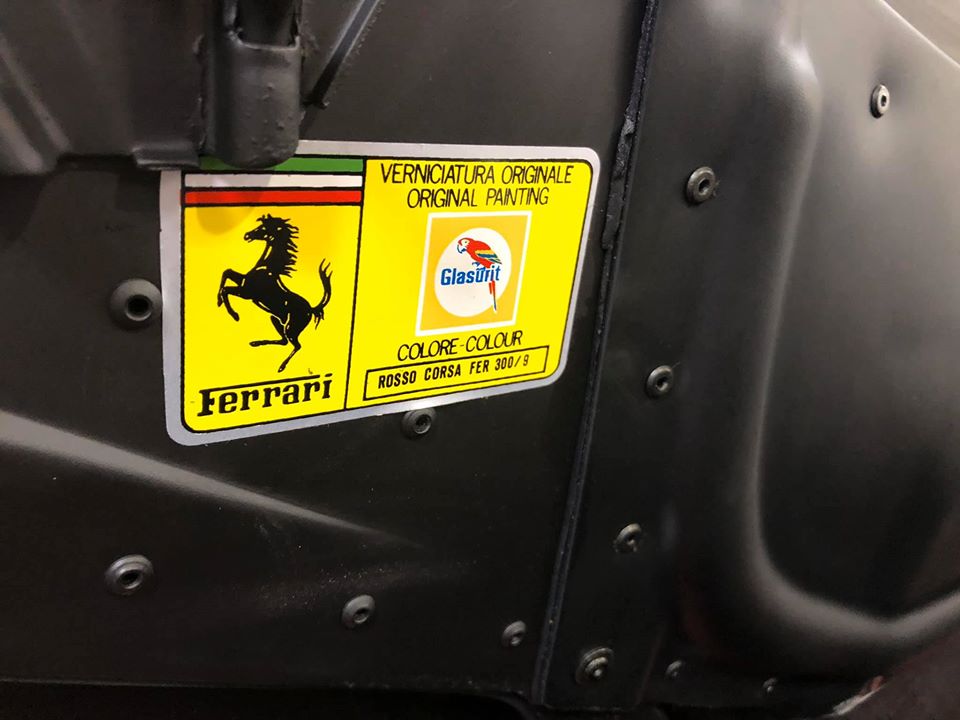 VERNICIATURA ORIGINALE
ORIGINAL PAINTING
Glasurit
COLORE-COLOUR
ROSSO CORSA FER 300/9
Ferrari